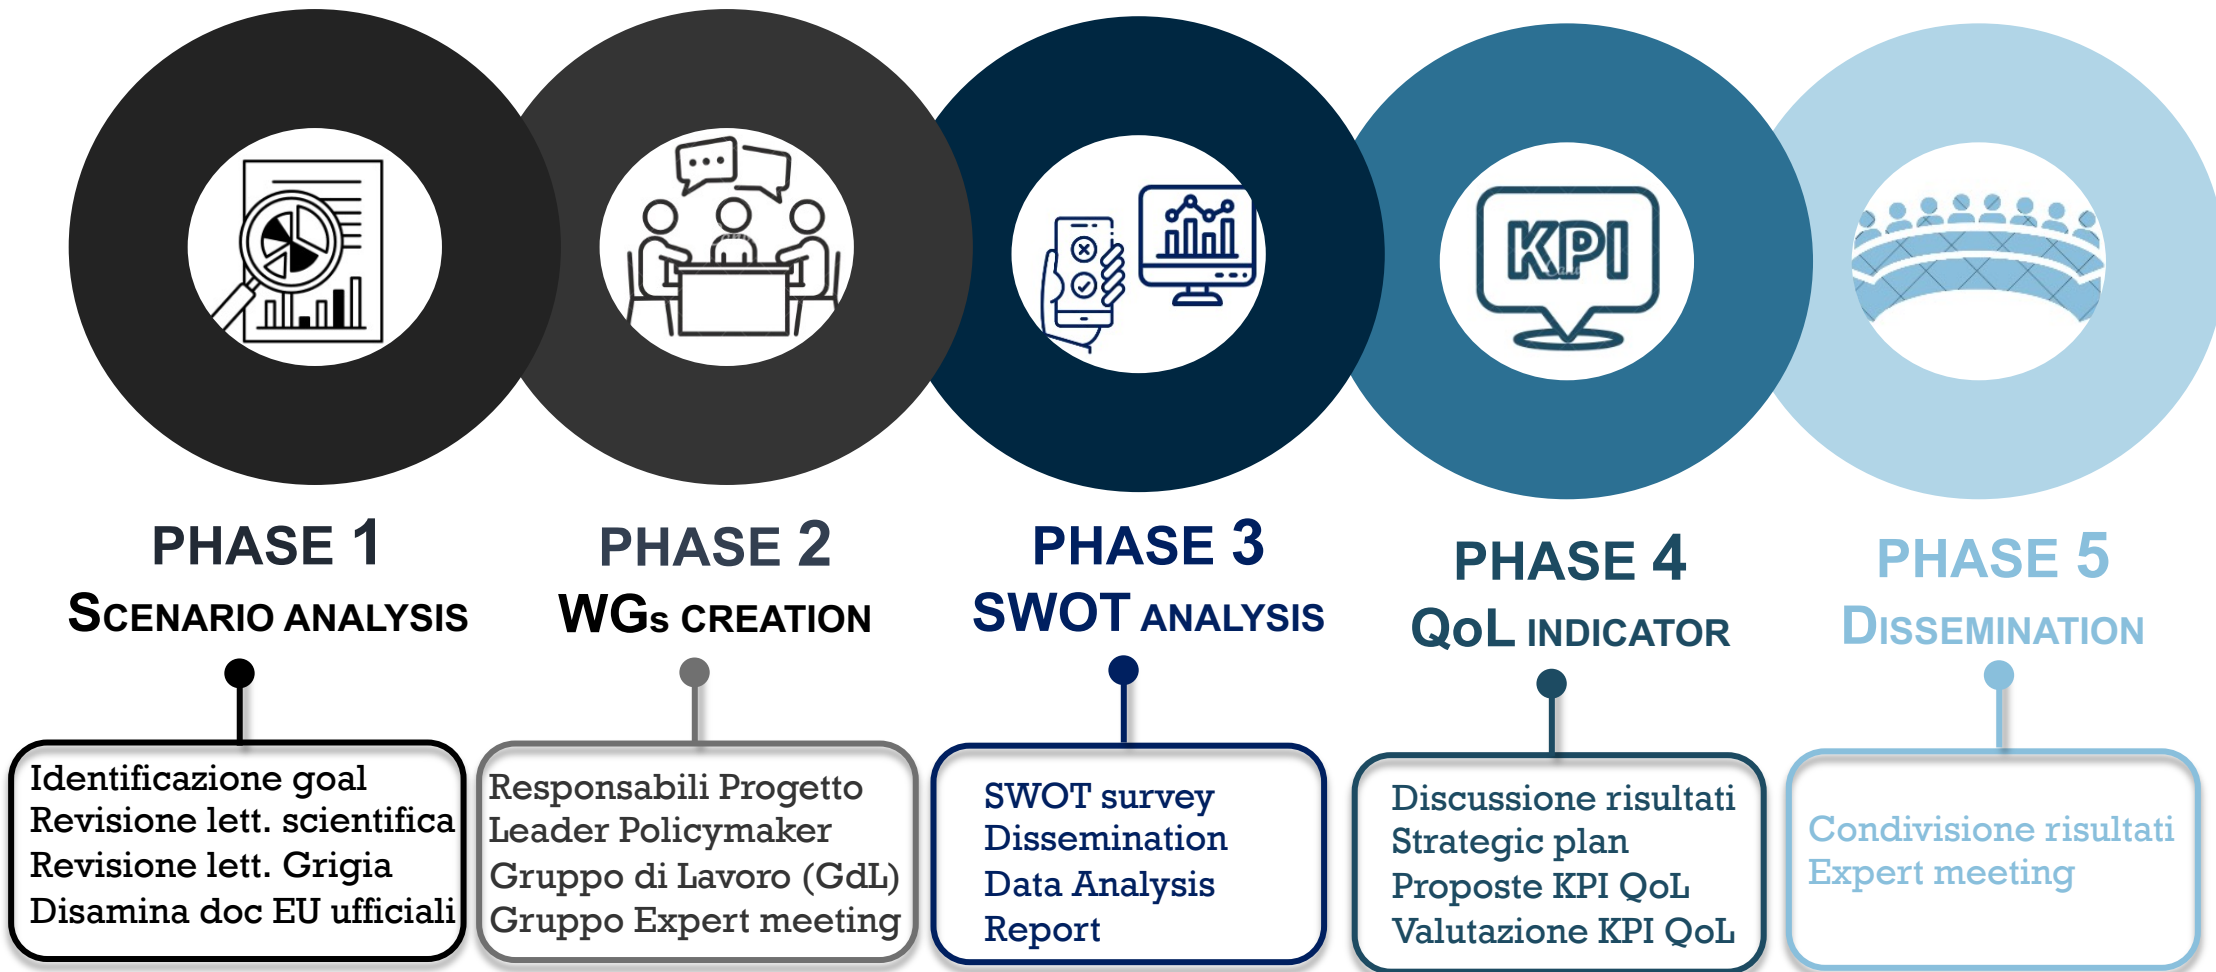 KPI
PHASE 1
SCENARIO ANALYSIS
Identificazione goal
Revisione lett. scientifica
Revisione lett. Grigia
Disamina doc EU ufficiali
PHASE 2
WGs CREATION
Responsabili Progetto
Leader Policymaker
Gruppo di Lavoro (GdL)
Gruppo Expert meeting
PHASE 3
SWOT ANALYSIS
SWOT survey
Dissemination
Data Analysis
Report
PHASE 4
QoL INDICATOR
Discussione risultati
Strategic plan
Proposte KPI QoL
Valutazione KPI QoL
PHASE 5
DISSEMINATION
Condivisione risultati
Expert meeting